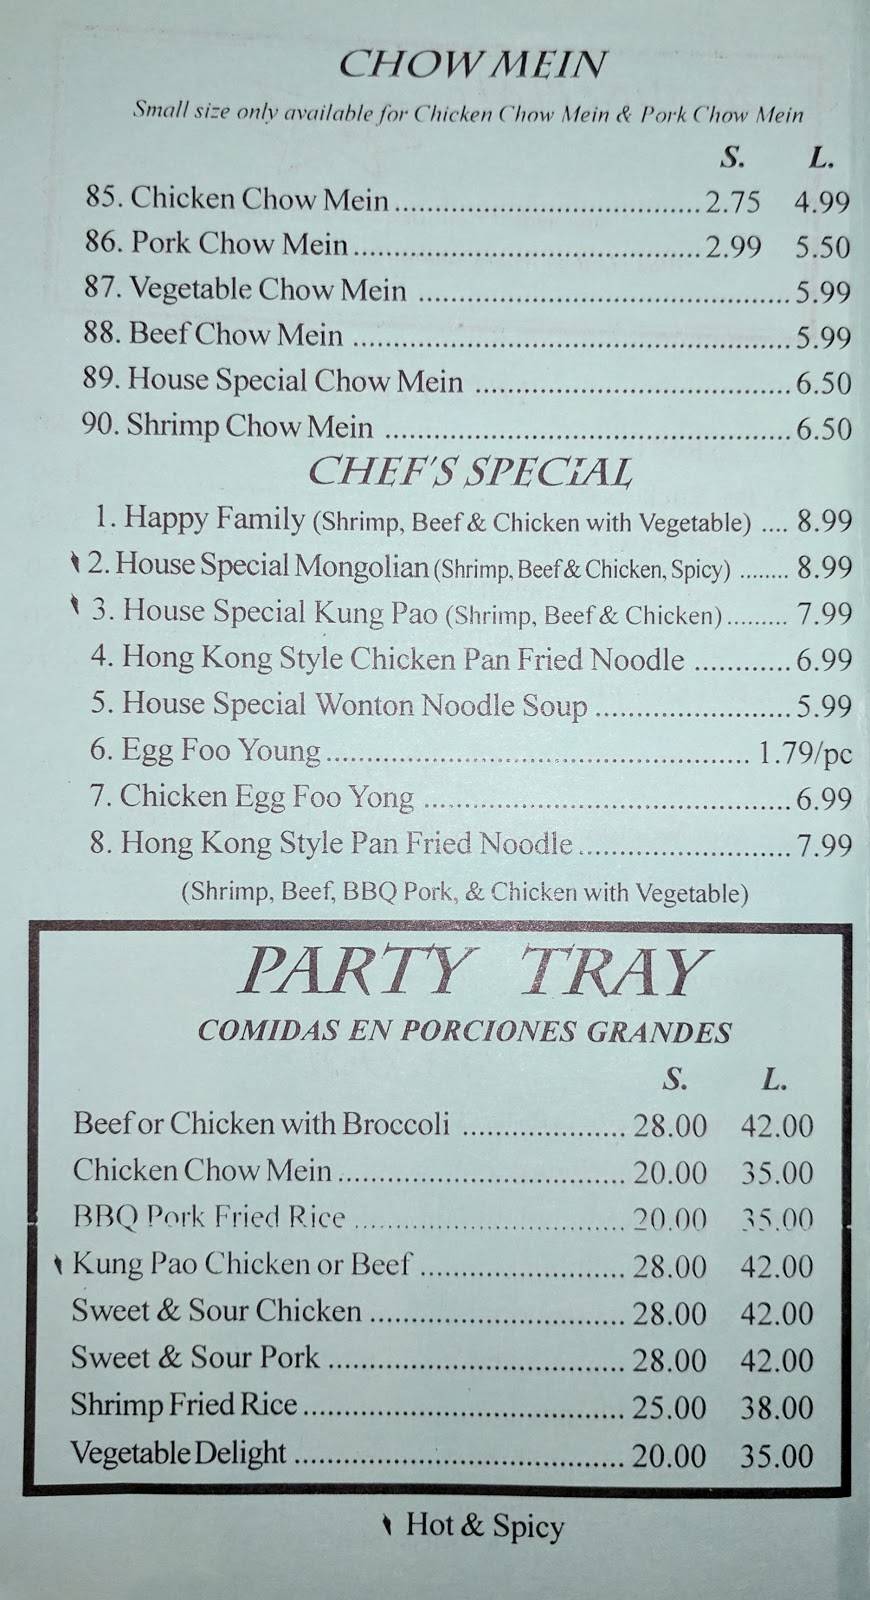 CHOW MEIN
Small size only available for Chicken Chow Mein & Pork Chow Mein
S. L.
85. Chicken Chow Mein.....................................2.75 4.99
86. Pork Chow Mein..........................................2.99 5.50
87. Vegetable Chow Mein .............................................5.99
88. Beef Chow Mein .....................................................5.99
89. House Special Chow Mein ......................................6.50
90. Shrimp Chow Mein .................................................6.50
CHEF'S SPECIAL
1. Happy Family (Shrimp, Beef & Chicken with Vegetable) .... 8.99
2. House Special Mongolian (Shrimp, Beef & Chicken, Spicy) ........ 8.99
3. House Special Kung Pao (Shrimp, Beef & Chicken)......... 7.99
4. Hong Kong Style Chicken Pan Fried Noodle ............6.99
5. House Special Wonton Noodle Soup ........................5.99
6. Egg Foo Young................................................... 1.79/pc
7. Chicken Egg Foo Yong .............................................6.99
8. Hong Kong Style Pan Fried Noodle..........................7.99
(Shrimp, Beef, BBQ Pork, & Chicken with Vegetable)
PARTY TRAY
COMIDAS EN PORCIONES GRANDES
S. L.
Beef or Chicken with Broccoli .................... 28.00 42.00
Chicken Chow Mein................................... 20.00 35.00
BBQ Pork Fried Rice ................................. 20.00 35.00
Kung Pao Chicken or Beef ......................... 28.00 42.00
Sweet & Sour Chicken ............................... 28.00 42.00
Sweet & Sour Pork .................................... 28.00 42.00
Shrimp Fried Rice....................................... 25.00 38.00
Vegetable Delight ........................................ 20.00 35.00
Hot & Spicy